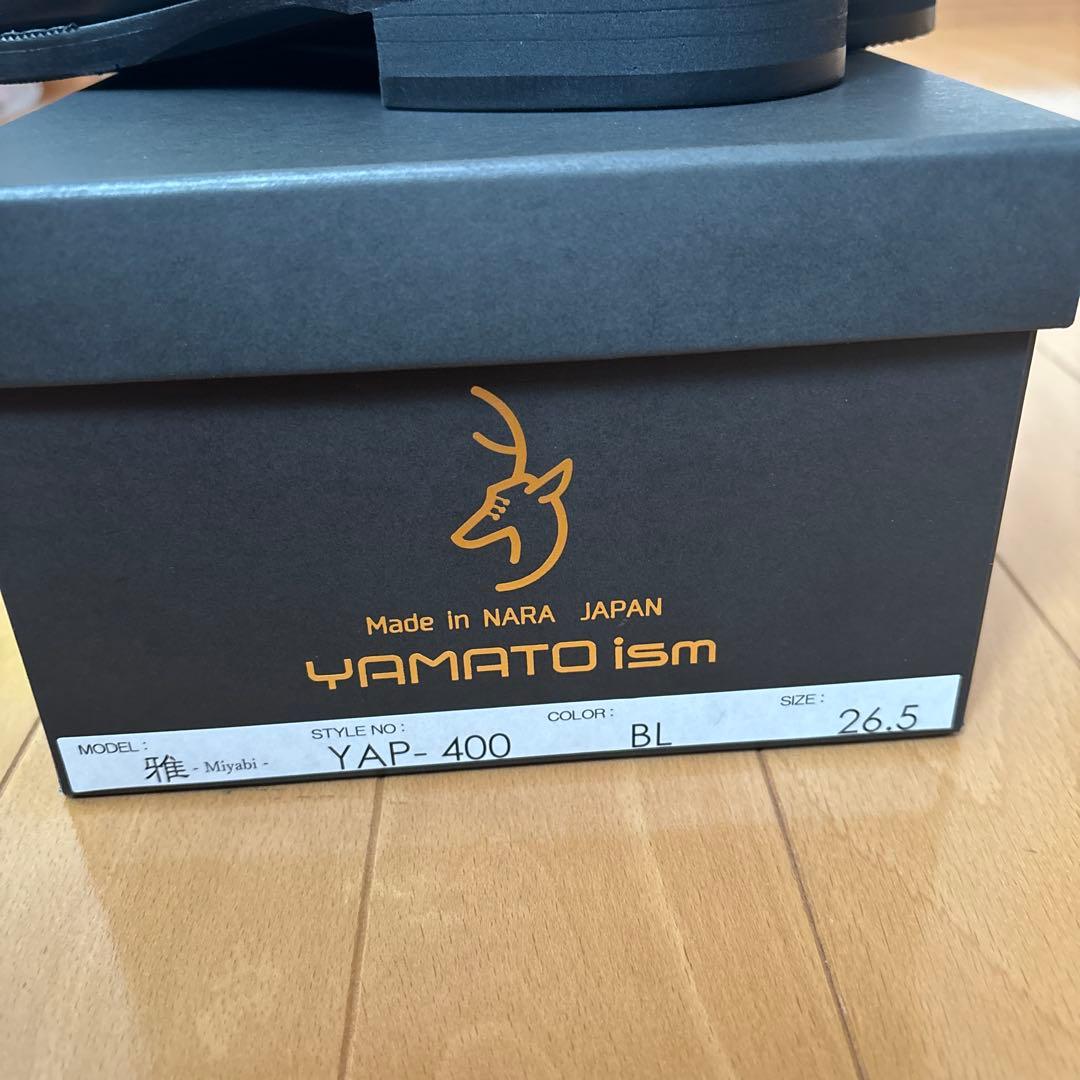 Made in NARA JAPAN
YAMATO ism
MODEL: 雅 - Miyabi - STYLE NO: YAP-400 COLOR: BL SIZE: 26.5